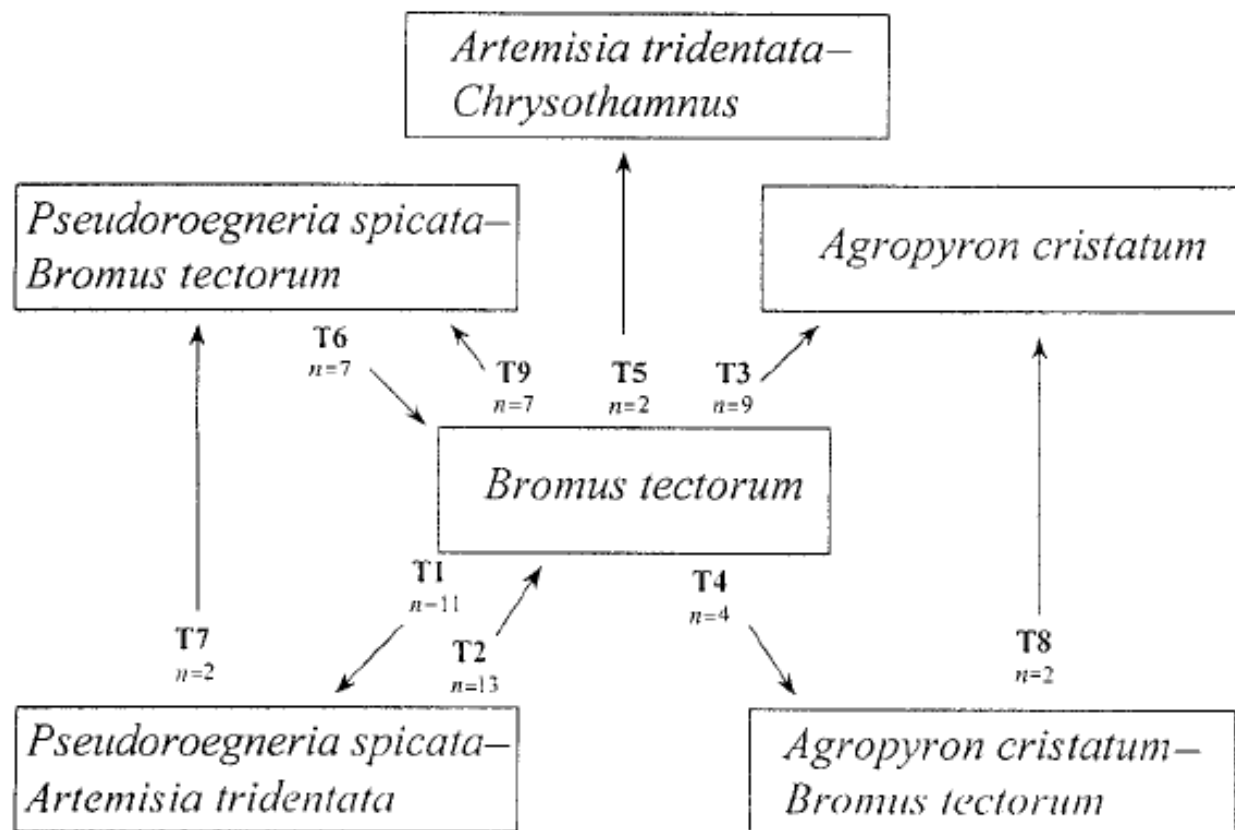 Artemisia tridentata–
Chrysothamnus
Pseudoroegneria spicata–
Bromus tectorum
Agropyron cristatum
T6
n=7
T9
n=7
T5
n=2
T3
n=9
Bromus tectorum
T1
n=11
T4
n=4
T7
n=2
T2
n=13
T8
n=2
Pseudoroegneria spicata–
Artemisia tridentata
Agropyron cristatum–
Bromus tectorum